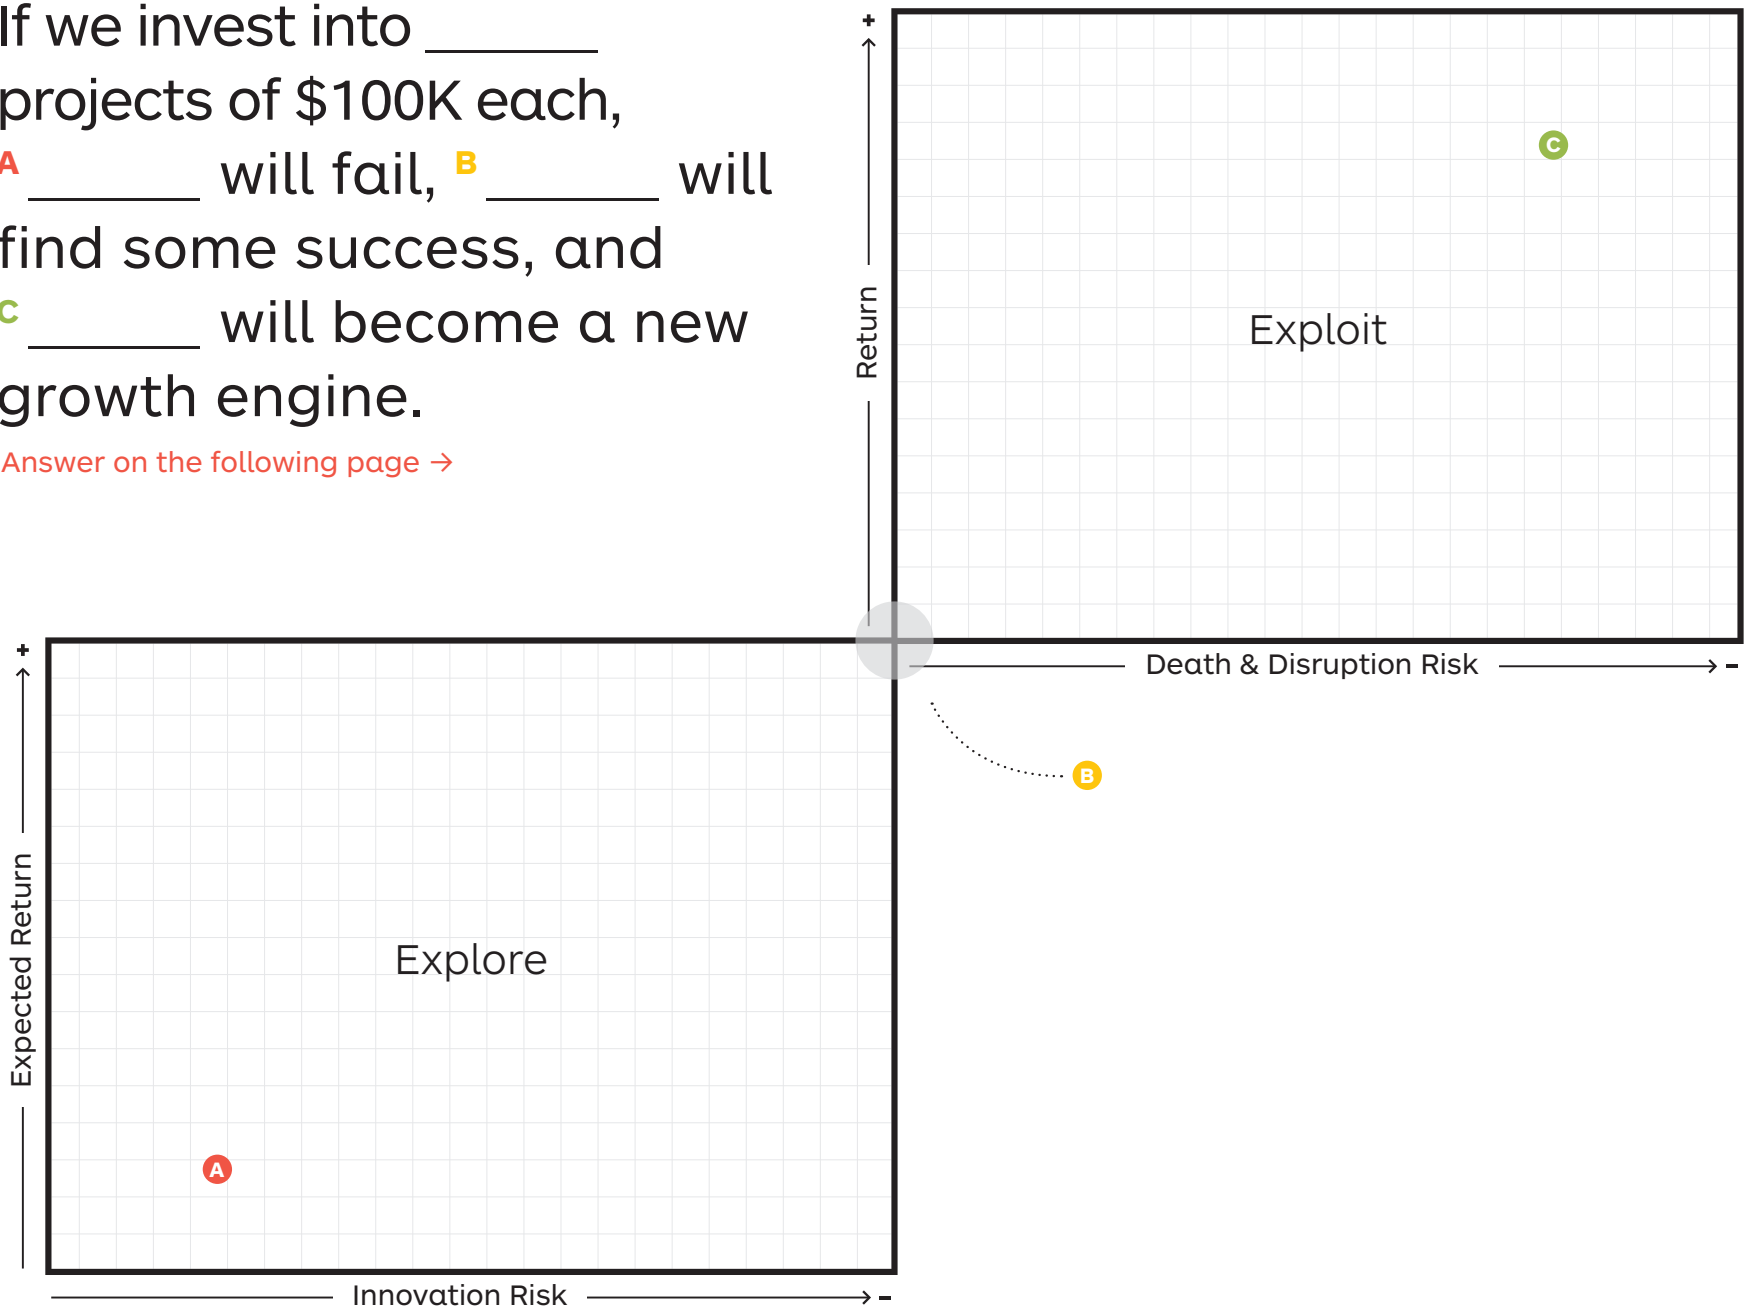 If we invest into ______
projects of $100K each,
A ______ will fail, B ______ will
find some success, and
C ______ will become a new
growth engine.
Answer on the following page →
+
Return
C
Exploit
Death & Disruption Risk
-
B
+
Expected Return
Explore
A
Innovation Risk
-